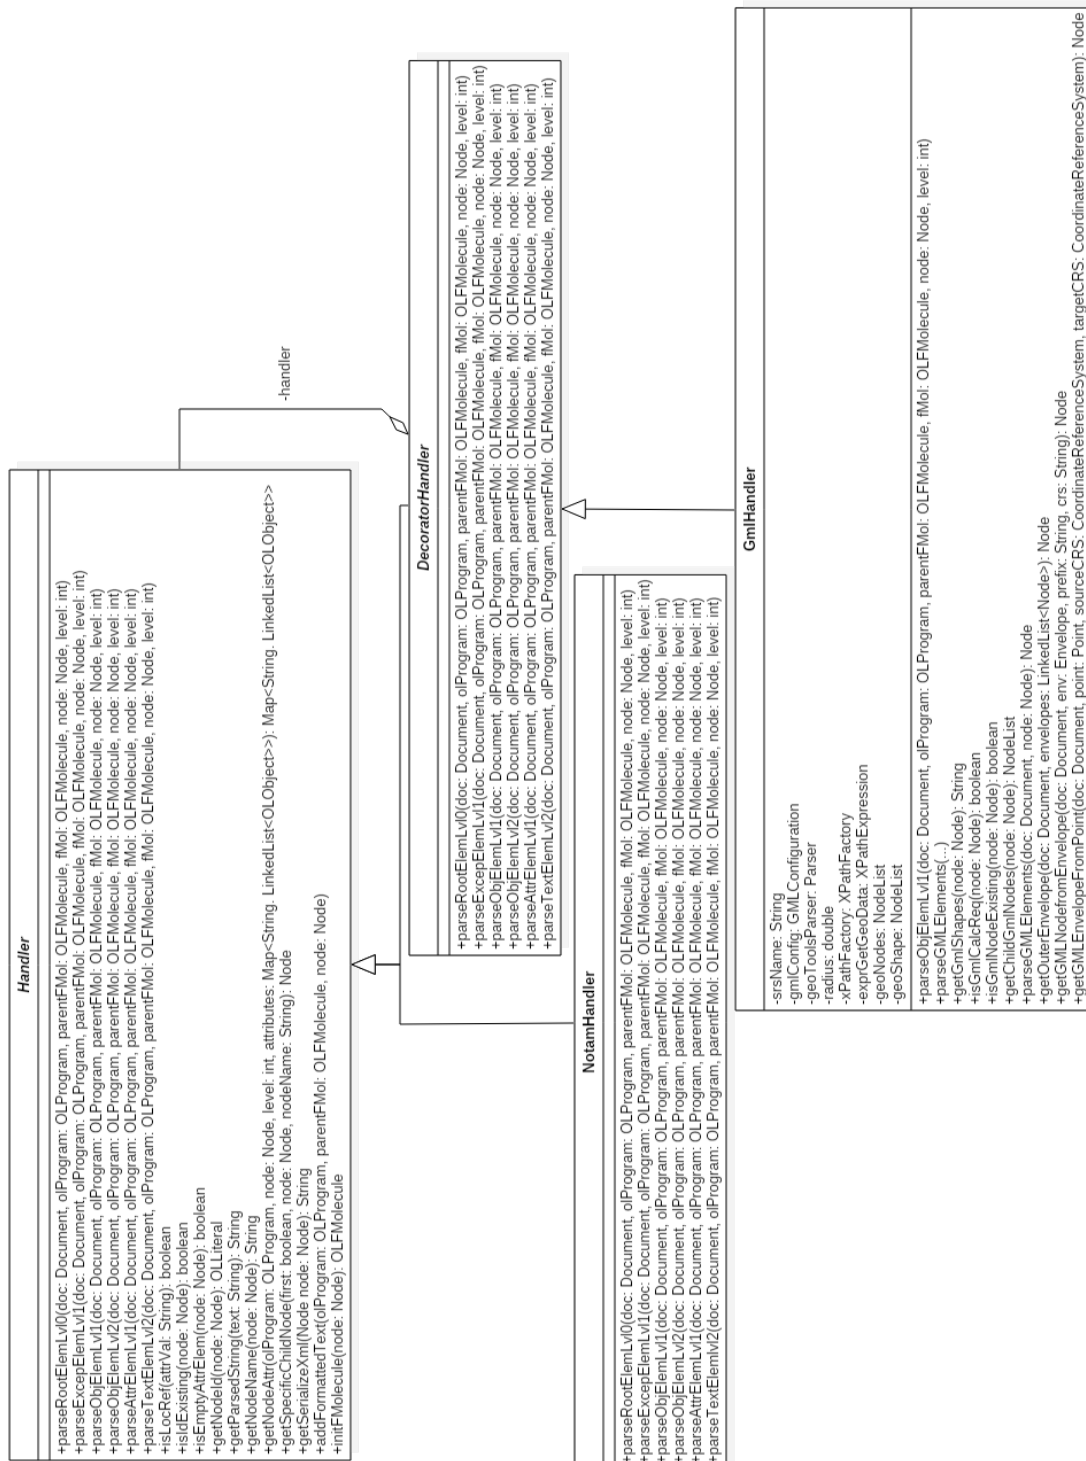 Handler
+parseRootElemLvl0(doc: Document, olProgram: OLProgram, parentFMol: OLFMolecule, fMol: OLFMolecule, node: Node, level: int)
+parseExcepElemLvl1(doc: Document, olProgram: OLProgram, parentFMol: OLFMolecule, fMol: OLFMolecule, node: Node, level: int)
+parseObjElemLvl1(doc: Document, olProgram: OLProgram, parentFMol: OLFMolecule, fMol: OLFMolecule, node: Node, level: int)
+parseObjElemLvl2(doc: Document, olProgram: OLProgram, parentFMol: OLFMolecule, fMol: OLFMolecule, node: Node, level: int)
+parseAttrElemLvl1(doc: Document, olProgram: OLProgram, parentFMol: OLFMolecule, fMol: OLFMolecule, node: Node, level: int)
+parseTextElemLvl2(doc: Document, olProgram: OLProgram, parentFMol: OLFMolecule, fMol: OLFMolecule, node: Node, level: int)
+isLocRef(attrVal: String): boolean
+isIdExisting(node: Node): boolean
+isEmptyAttrElem(node: Node): boolean
+getNodeId(node: Node): OLLiteral
+getParsedString(text: String): String
+getNodeName(node: Node): String
+getNodeAttr(olProgram: OLProgram, node: Node, level: int, attributes: Map<String. LinkedList<OLObject>>): Map<String. LinkedList<OLObject>>
+getSpecificChildNode(first: boolean, node: Node, nodeName: String): Node
+getSerializeXml(Node node: Node): String
+addFormattedText(olProgram: OLProgram, parentFMol: OLFMolecule, node: Node)
+initFMolecule(node: Node): OLFMolecule
-handler
DecoratorHandler
+parseRootElemLvl0(doc: Document, olProgram: OLProgram, parentFMol: OLFMolecule, fMol: OLFMolecule, node: Node, level: int)
+parseExcepElemLvl1(doc: Document, olProgram: OLProgram, parentFMol: OLFMolecule, fMol: OLFMolecule, node: Node, level: int)
+parseObjElemLvl1(doc: Document, olProgram: OLProgram, parentFMol: OLFMolecule, fMol: OLFMolecule, node: Node, level: int)
+parseObjElemLvl2(doc: Document, olProgram: OLProgram, parentFMol: OLFMolecule, fMol: OLFMolecule, node: Node, level: int)
+parseAttrElemLvl1(doc: Document, olProgram: OLProgram, parentFMol: OLFMolecule, fMol: OLFMolecule, node: Node, level: int)
+parseTextElemLvl2(doc: Document, olProgram: OLProgram, parentFMol: OLFMolecule, fMol: OLFMolecule, node: Node, level: int)
NotamHandler
+parseRootElemLvl0(doc: Document, olProgram: OLProgram, parentFMol: OLFMolecule, fMol: OLFMolecule, node: Node, level: int)
+parseExcepElemLvl1(doc: Document, olProgram: OLProgram, parentFMol: OLFMolecule, fMol: OLFMolecule, node: Node, level: int)
+parseObjElemLvl1(doc: Document, olProgram: OLProgram, parentFMol: OLFMolecule, fMol: OLFMolecule, node: Node, level: int)
+parseObjElemLvl2(doc: Document, olProgram: OLProgram, parentFMol: OLFMolecule, fMol: OLFMolecule, node: Node, level: int)
+parseAttrElemLvl1(doc: Document, olProgram: OLProgram, parentFMol: OLFMolecule, fMol: OLFMolecule, node: Node, level: int)
+parseTextElemlvl2(doc: Document, olProgram: OLProgram, parentFMol: OLFMolecule, fMol: OLFMolecule, node: Node, level: int)
GmlHandler
-srsName: String
-gmlConfig: GMLConfiguration
-geoToolsParser: Parser
-radius: double
-xPathFactory: XPathFactory
-exprGetGeoData: XPathExpression
-geoNodes: NodeList
-geoShape: NodeList
+parseObjElemLvl1(doc: Document, olProgram: OLProgram, parentFMol: OLFMolecule, fMol: OLFMolecule, node: Node, level: int)
+parseGMLElements(...)
+getGmlShapes(node: Node): String
+isGmlCalcReq(node: Node): boolean
+isGmlNodeExisting(node: Node): boolean
+getChildGmlNodes(node: Node): NodeList
+parseGMLElements(doc: Document, node: Node): Node
+getOuterEnvelope(doc: Document, envelopes: LinkedList<Node>): Node
+getGMLNodefromEnvelope(doc: Document, env: Envelope, prefix: String, crs: String): Node
+getGMLEnvelopeFromPoint(doc: Document, point: Point, sourceCRS: CoordinateReferenceSystem, targetCRS: CoordinateReferenceSystem): Node